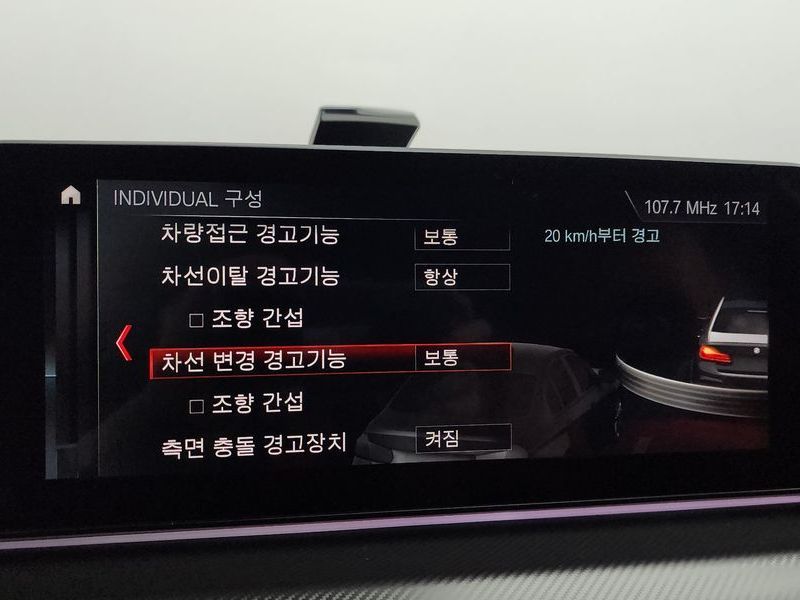 INDIVIDUAL 구성
107.7 MHz 17:14
차량접근 경고기능 보통
20 km/h부터 경고
차선이탈 경고기능 항상
조향 간섭
차선 변경 경고기능 보통
조향 간섭
측면 충돌 경고장치 켜짐